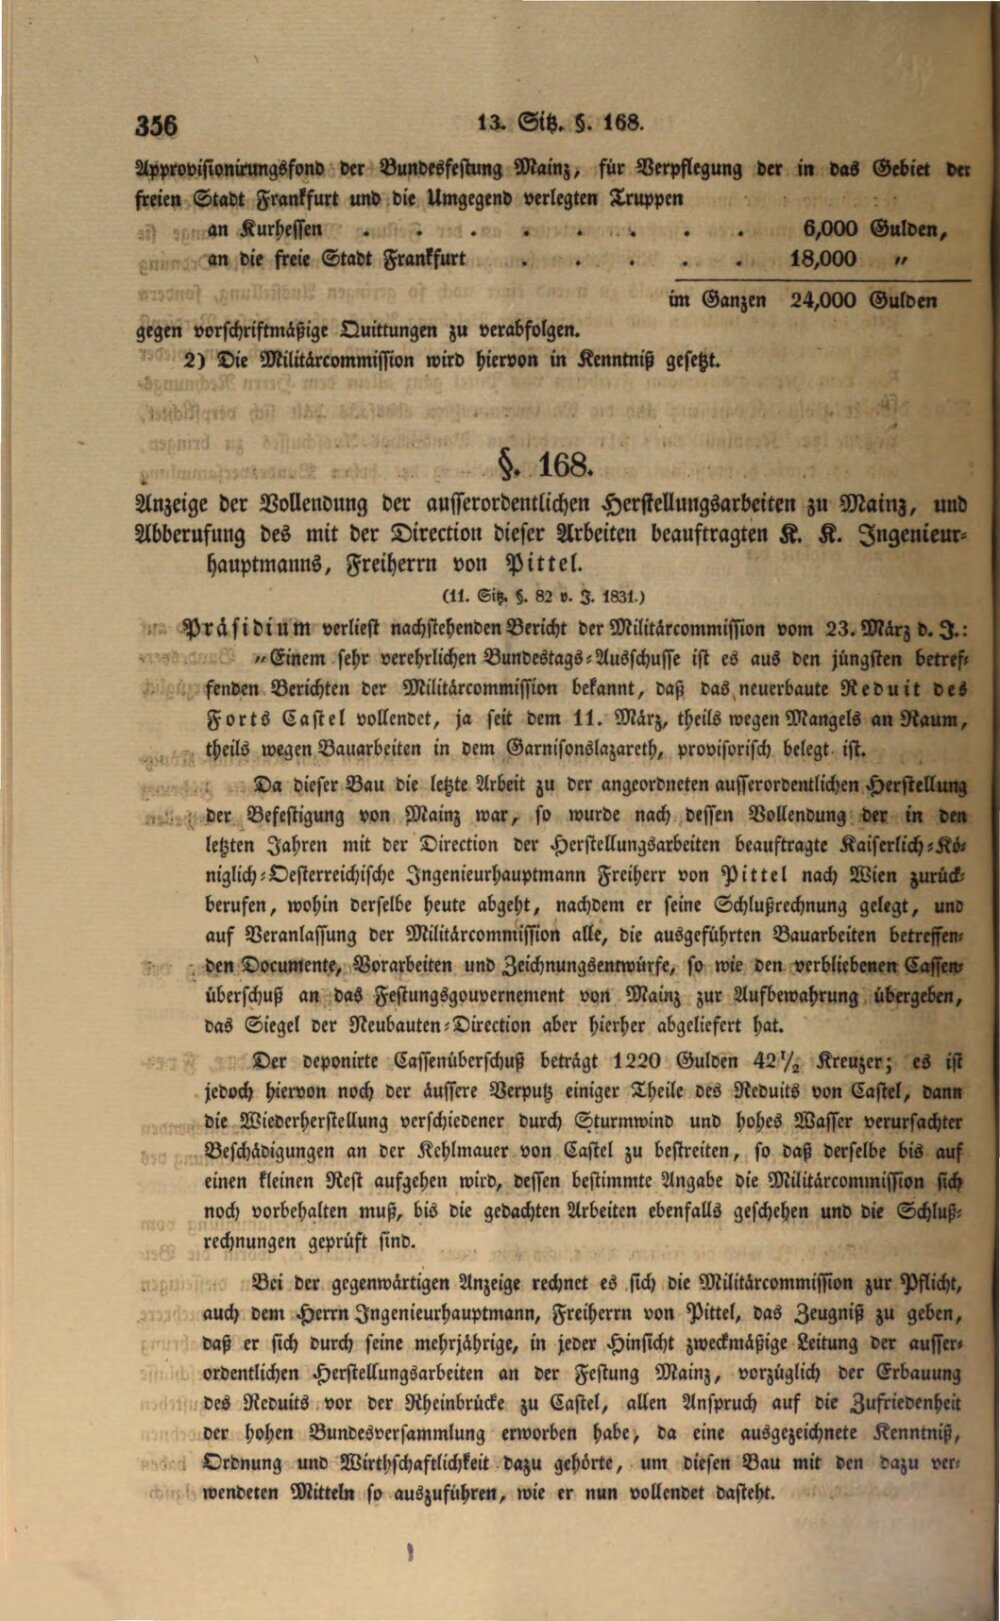 356
13. Sitz. §. 168.
Approvisionirungsfond der Bundesfestung Mainz, für Verpflegung der in das Gebiet der
freien Stadt Frankfurt und die Umgegend verlegten Truppen
an Kurhessen . . . . . . . . 6,000 Gulden,
an die freie Stadt Frankfurt . . . . . 18,000 „
im Ganzen 24,000 Gulden
gegen vorschriftmäßige Quittungen zu verabfolgen.
2) Die Militärcommission wird hiervon in Kenntniß gesetzt.
§. 168.
Anzeige der Vollendung der ausserordentlichen Herstellungsarbeiten zu Mainz, und
Abberufung des mit der Direction dieser Arbeiten beauftragten K. K. Ingenieur-
hauptmanns, Freiherrn von Pittel.
(11. Sitz. §. 82 v. J. 1831.)
Präsidium verliest nachstehenden Bericht der Militärcommission vom 23. März d. J.:
„Einem sehr verehrlichen Bundestags-Ausschusse ist es aus den jüngsten betref-
fenden Berichten der Militärcommission bekannt, daß das neuerbaute Reduit des
Forts Castel vollendet, ja seit dem 11. März, theils wegen Mangels an Raum,
theils wegen Bauarbeiten in dem Garnisonslazareth, provisorisch belegt ist.
Da dieser Bau die letzte Arbeit zu der angeordneten ausserordentlichen Herstellung
der Befestigung von Mainz war, so wurde nach dessen Vollendung der in den
letzten Jahren mit der Direction der Herstellungsarbeiten beauftragte Kaiserlich-Kö-
niglich-Oesterreichische Ingenieurhauptmann Freiherr von Pittel nach Wien zurück-
berufen, wohin derselbe heute abgeht, nachdem er seine Schlußrechnung gelegt, und
auf Veranlassung der Militärcommission alle, die ausgeführten Bauarbeiten betreffen-
den Documente, Vorarbeiten und Zeichnungsentwürfe, so wie den verbliebenen Cassen-
überschuß an das Festungsgouvernement von Mainz zur Aufbewahrung übergeben,
das Siegel der Neubauten-Direction aber hierher abgeliefert hat.
Der deponirte Cassenüberschuß beträgt 1220 Gulden 42½ Kreuzer; es ist
jedoch hiervon noch der äussere Verputz einiger Theile des Reduits von Castel, dann
die Wiederherstellung verschiedener durch Sturmwind und hohes Wasser verursachter
Beschädigungen an der Kehlmauer von Castel zu bestreiten, so daß derselbe bis auf
einen kleinen Rest aufgehen wird, dessen bestimmte Angabe die Militärcommission sich
noch vorbehalten muß, bis die gedachten Arbeiten ebenfalls geschehen und die Schluß-
rechnungen geprüft sind.
Bei der gegenwärtigen Anzeige rechnet es sich die Militärcommission zur Pflicht,
auch dem Herrn Ingenieurhauptmann, Freiherrn von Pittel, das Zeugniß zu geben,
daß er sich durch seine mehrjährige, in jeder Hinsicht zweckmäßige Leitung der ausser-
ordentlichen Herstellungsarbeiten an der Festung Mainz, vorzüglich der Erbauung
des Reduits vor der Rheinbrücke zu Castel, allen Anspruch auf die Zufriedenheit
der hohen Bundesversammlung erworben habe, da eine ausgezeichnete Kenntniß,
Ordnung und Wirthschaftlichkeit dazu gehörte, um diesen Bau mit den dazu ver-
wendeten Mitteln so auszuführen, wie er nun vollendet dasteht.